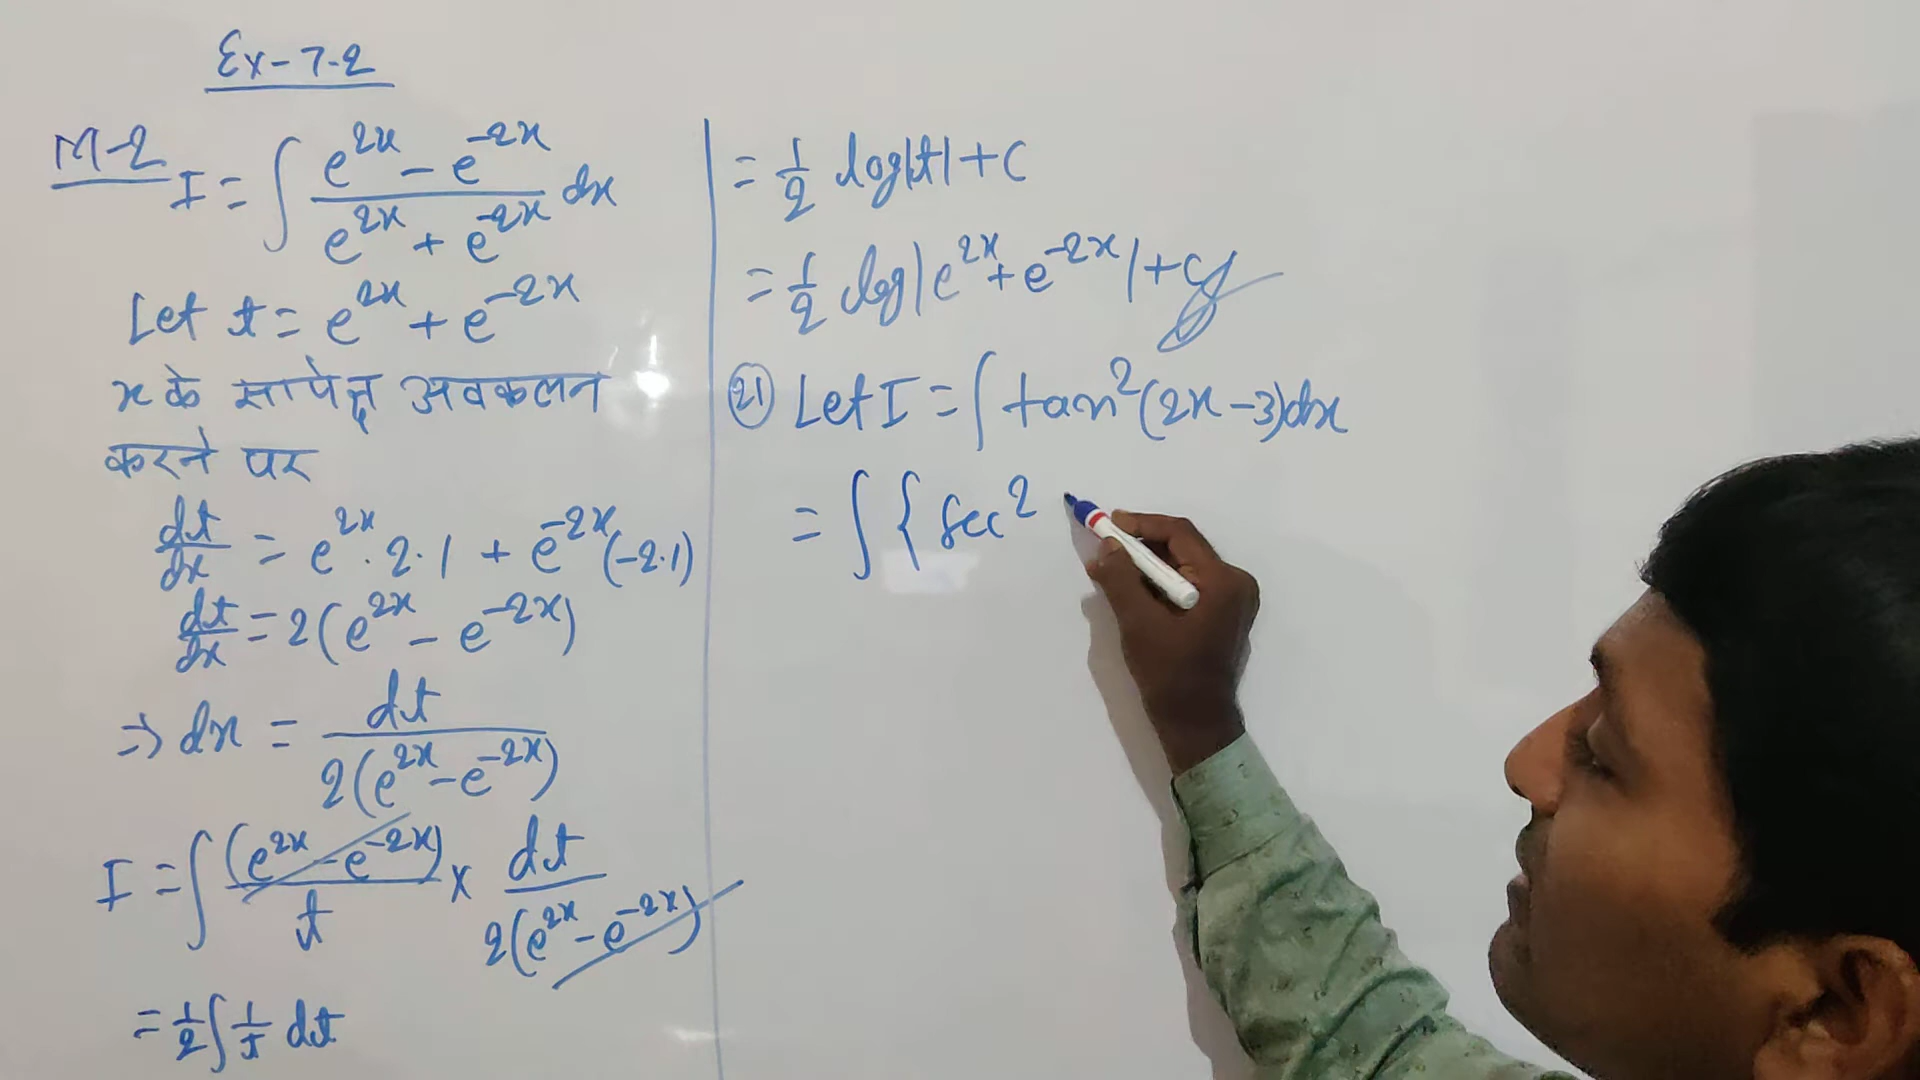 Ex-7.2
M-2 I = ∫ (e^{2x} - e^{-2x})/(e^{2x} + e^{-2x}) dx
Let t = e^{2x} + e^{-2x}
x के सापेक्ष अवकलन
करने पर
dt/dx = e^{2x} · 2 · 1 + e^{-2x} (-2·1)
dt/dx = 2(e^{2x} - e^{-2x})
⇒ dx = dt/(2(e^{2x} - e^{-2x}))
I = ∫ (e^{2x} - e^{-2x})/t × dt/(2(e^{2x} - e^{-2x}))
= 1/2 ∫ 1/t dt
= 1/2 log|t| + c
= 1/2 log|e^{2x} + e^{-2x}| + c
(21) Let I = ∫ tan²(2x - 3) dx
= ∫ { sec²